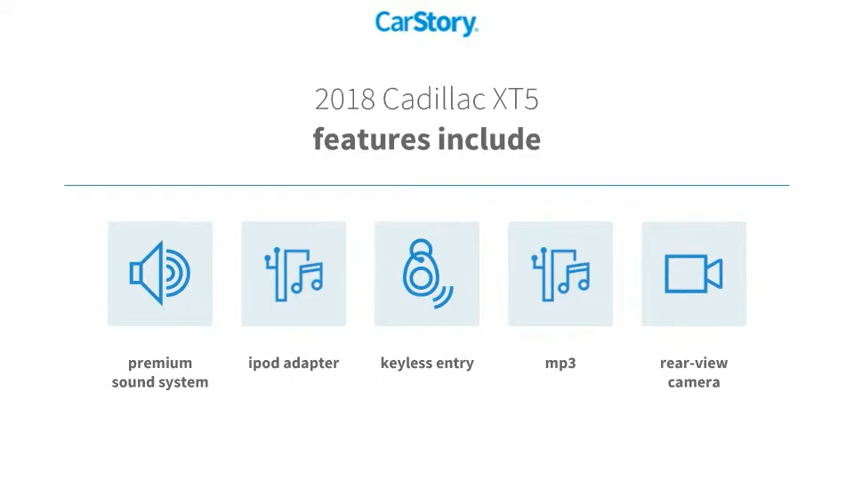 CarStory
2018 Cadillac XT5
features include
premium
sound system
ipod adapter
keyless entry
mp3
rear-view
camera